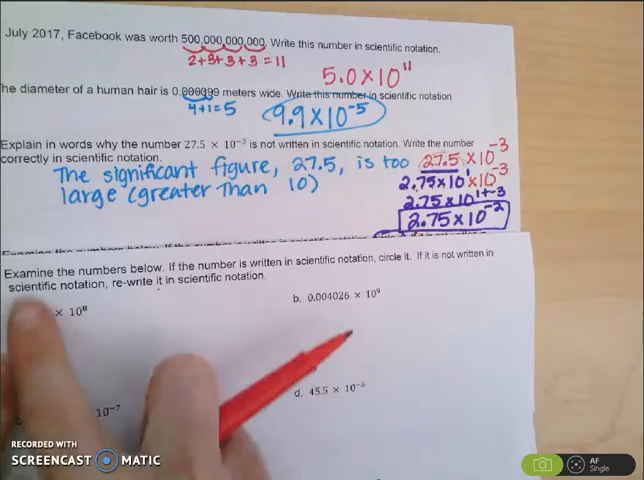 July 2017, Facebook was worth 500,000,000,000. Write this number in scientific notation.
2+3+3+3=11
5.0×10¹¹
he diameter of a human hair is 0.000099 meters wide. Write this number in scientific notation.
4+1=5
9.9×10⁻⁵
Explain in words why the number 27.5 × 10⁻³ is not written in scientific notation. Write the number
correctly in scientific notation.
The significant figure, 27.5, is too
large (greater than 10)
27.5×10⁻³
2.75×10¹×10⁻³
2.75×10¹⁺⁻³
2.75×10⁻²
Examine the numbers below. If the number is written in scientific notation, circle it. If it is not written in
scientific notation, re-write it in scientific notation.
× 10⁸
b. 0.004026 × 10⁹
10⁻⁷
d. 45.5 × 10⁻⁶
RECORDED WITH
SCREENCAST MATIC
AF
Single